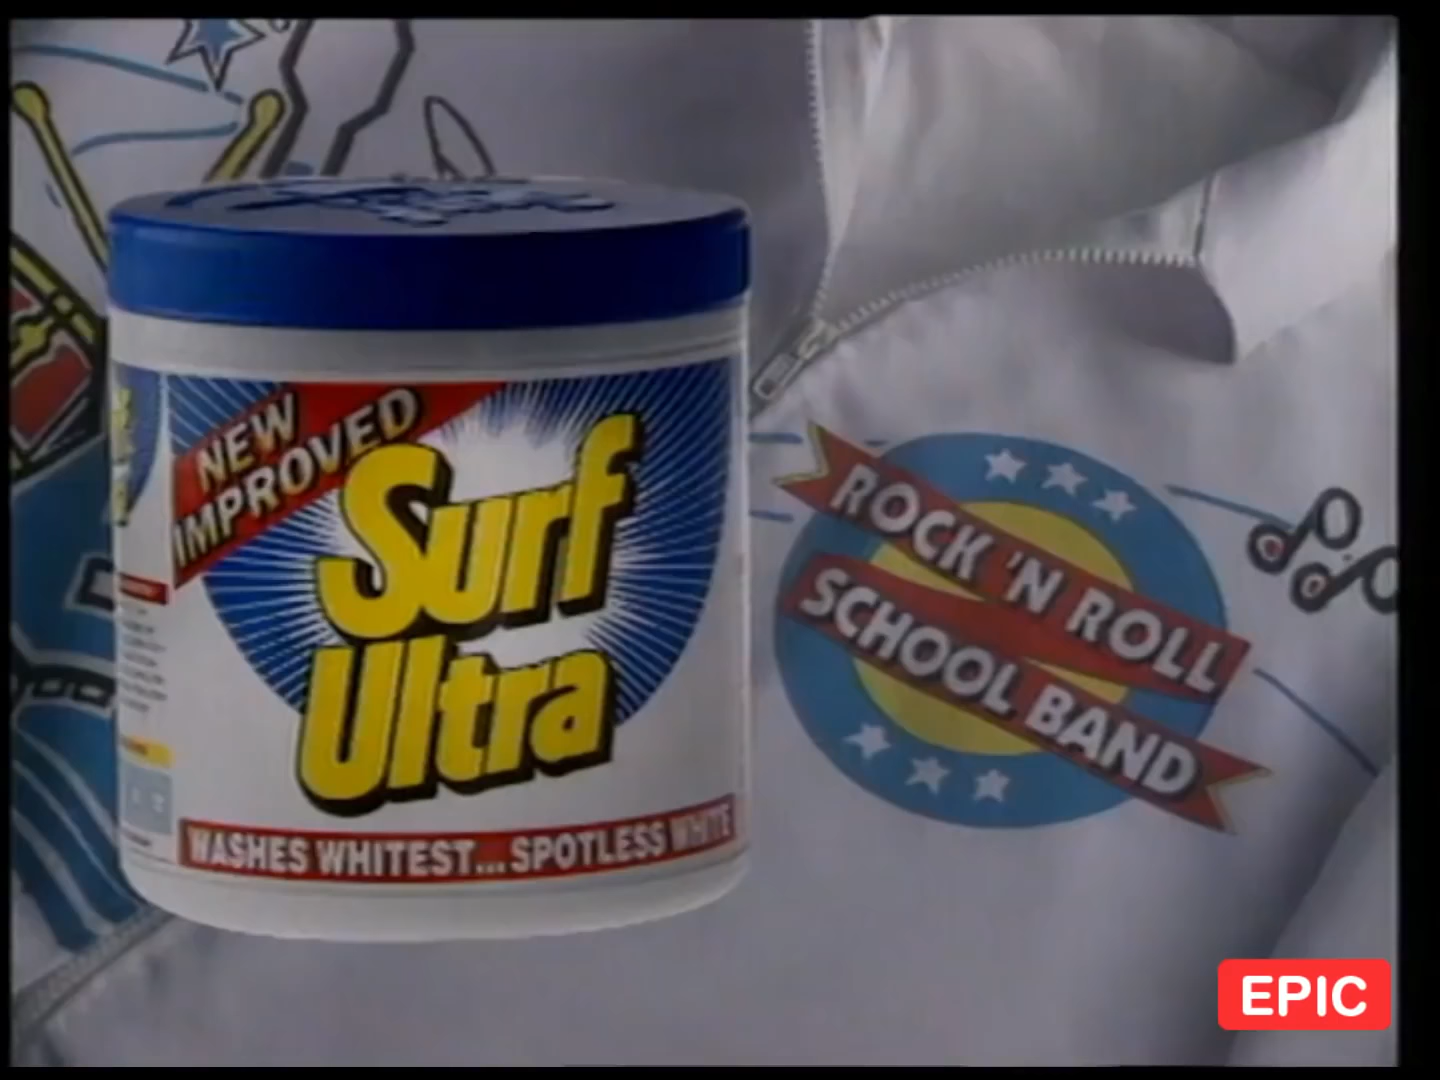 NEW
IMPROVED
Surf
Ultra
WASHES WHITEST...SPOTLESS WHITE
ROCK 'N ROLL
SCHOOL BAND
EPIC